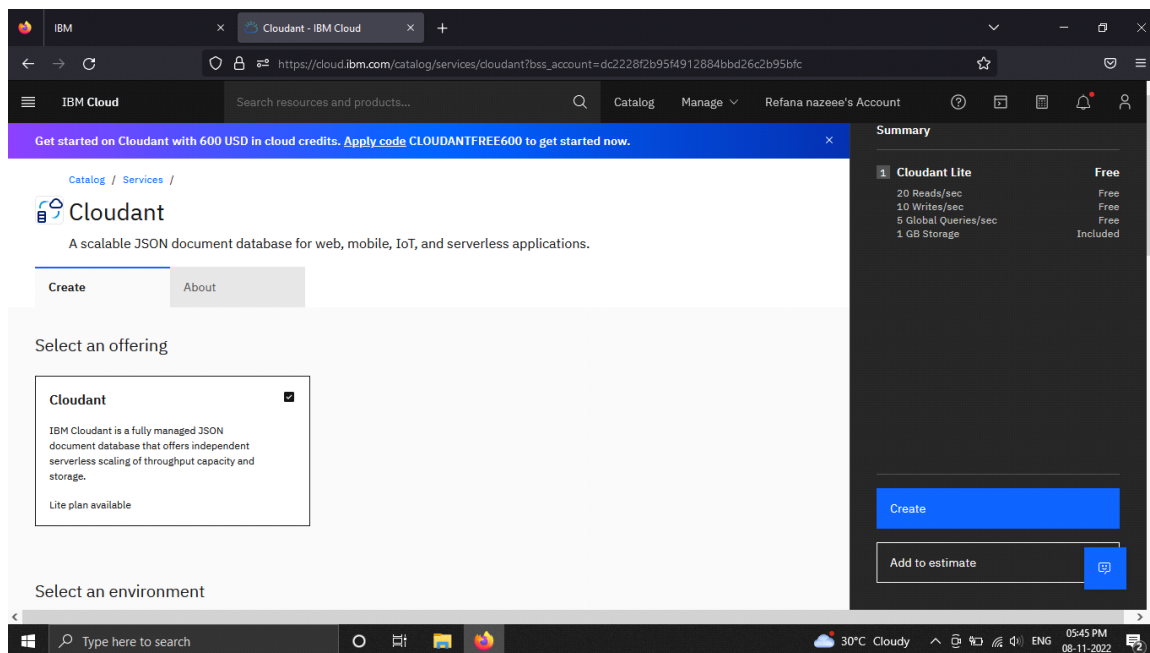 IBM
Cloudant - IBM Cloud
https://cloud.ibm.com/catalog/services/cloudant?bss_account=dc2228f2b95f4912884bbd26c2b95bfc
IBM Cloud
Search resources and products...
Catalog
Manage
Refana nazeee's Account
Get started on Cloudant with 600 USD in cloud credits. Apply code CLOUDANTFREE600 to get started now.
Catalog / Services /
Cloudant
A scalable JSON document database for web, mobile, IoT, and serverless applications.
Create
About
Select an offering
Cloudant
IBM Cloudant is a fully managed JSON
document database that offers independent
serverless scaling of throughput capacity and
storage.
Lite plan available
Select an environment
Summary
1 Cloudant Lite Free
20 Reads/sec Free
10 Writes/sec Free
5 Global Queries/sec Free
1 GB Storage Included
Create
Add to estimate
Type here to search
30°C Cloudy
ENG
05:45 PM
08-11-2022
2